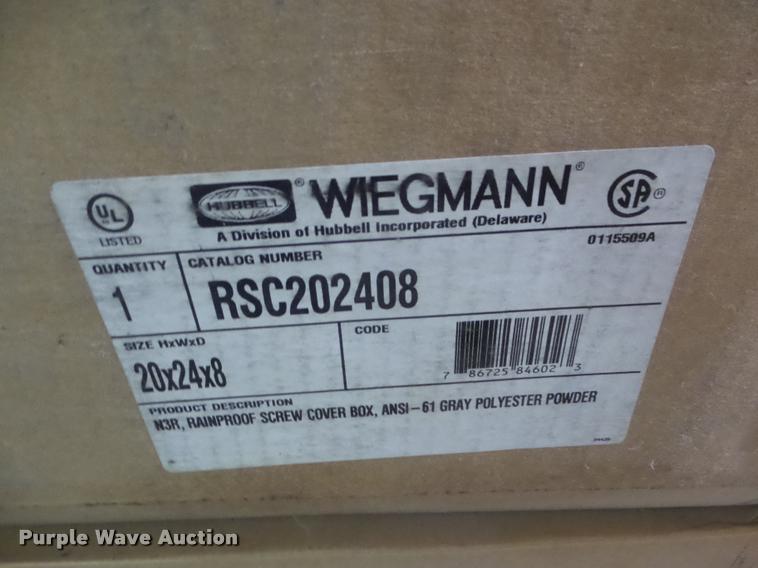 UL
LISTED
HUBBELL ® WIEGMANN ®
SA ®
A Division of Hubbell Incorporated (Delaware)
0115509A
QUANTITY
1
CATALOG NUMBER
RSC202408
SIZE HxWxD
20x24x8
CODE
7 86725 84602 3
PRODUCT DESCRIPTION
N3R, RAINPROOF SCREW COVER BOX, ANSI-61 GRAY POLYESTER POWDER
Purple Wave Auction